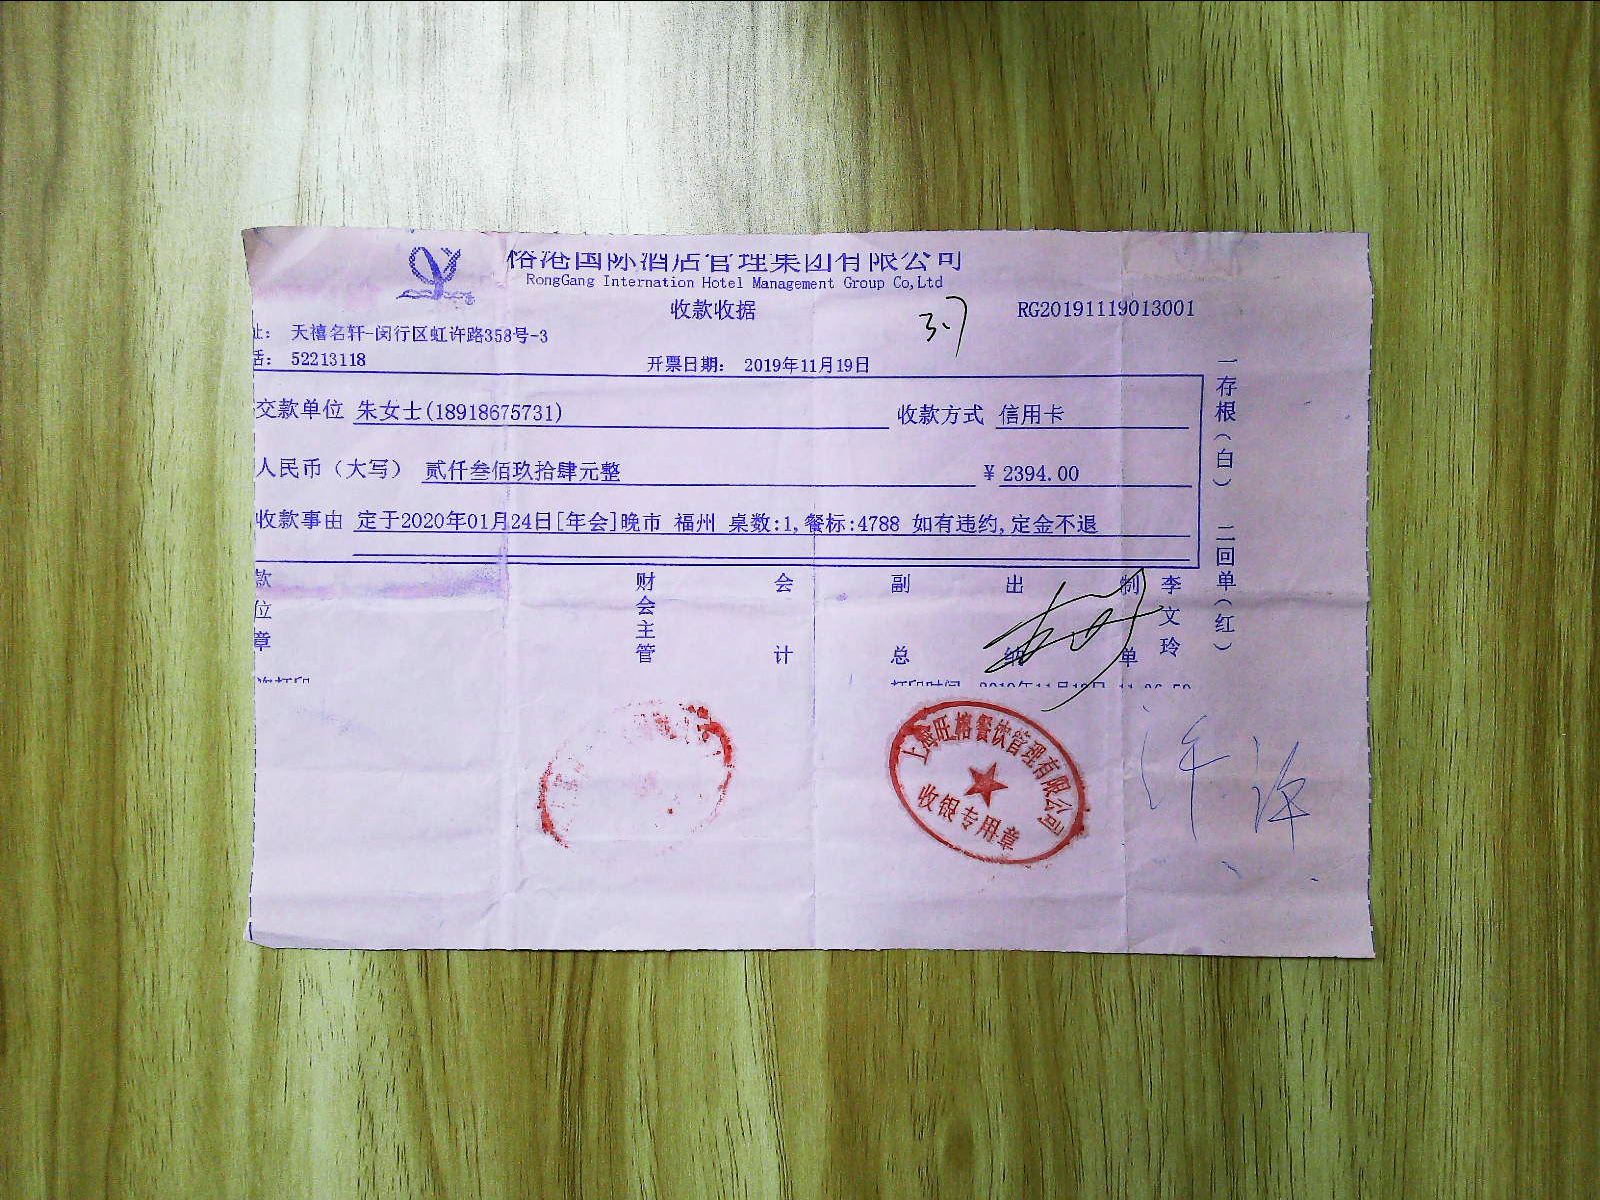 榕港国际酒店管理集团有限公司
RongGang Internation Hotel Management Group Co,Ltd
收款收据
RG20191119013001
3.7
址： 天禧名轩-闵行区虹许路358号-3
话： 52213118
开票日期： 2019年11月19日
交款单位 朱女士(18918675731) 收款方式 信用卡
人民币（大写） 贰仟叁佰玖拾肆元整 ¥ 2394.00
收款事由 定于2020年01月24日[年会]晚市 福州 桌数:1,餐标:4788 如有违约,定金不退
款位章 财会主管 会计 副总 出纳 制单 李文玲
一存根（白） 二回单（红）
上海旺榕餐饮管理有限公司
收银专用章
许 许